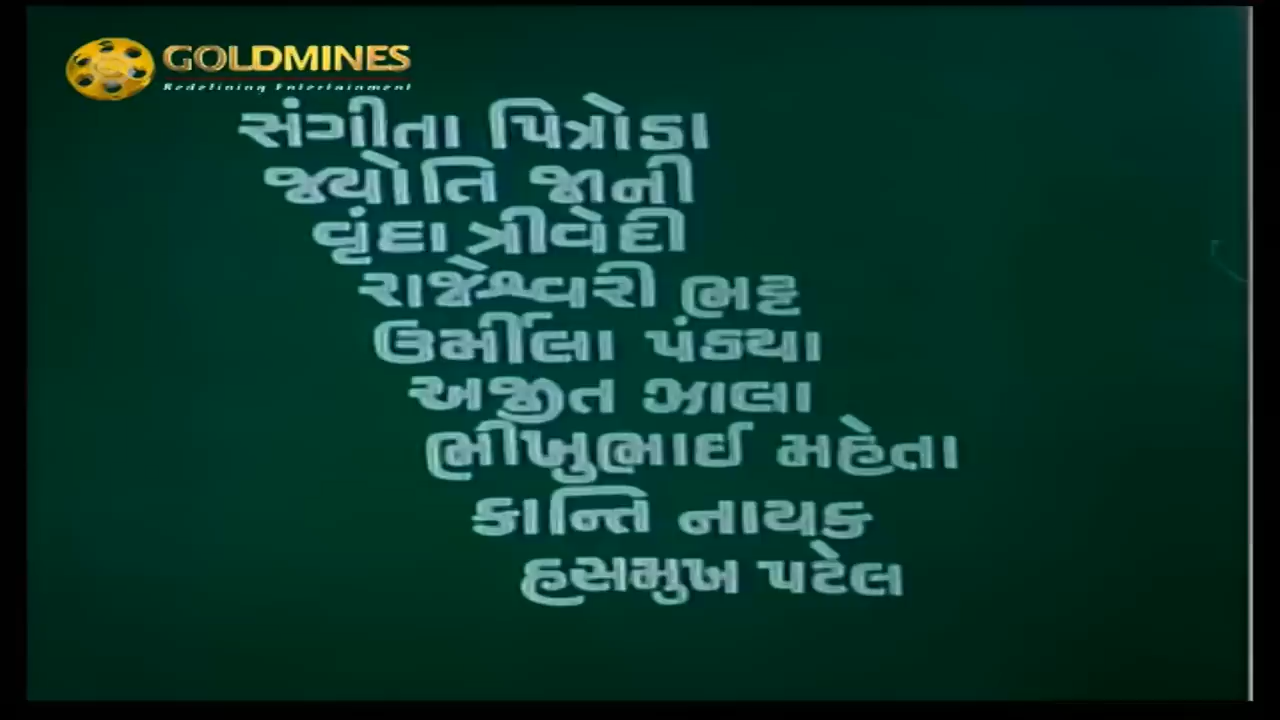 GOLDMINES
Redefining Entertainment
સંગીતા પિત્રોડા
જ્યોતિ જાની
વૃંદા ત્રીવેદી
રાજેશ્વરી ભટ્ટ
ઉર્મીલા પંડયા
અજીત ઝાલા
ભીખુભાઈ મહેતા
કાન્તિ નાયક
હસમુખ પટેલ